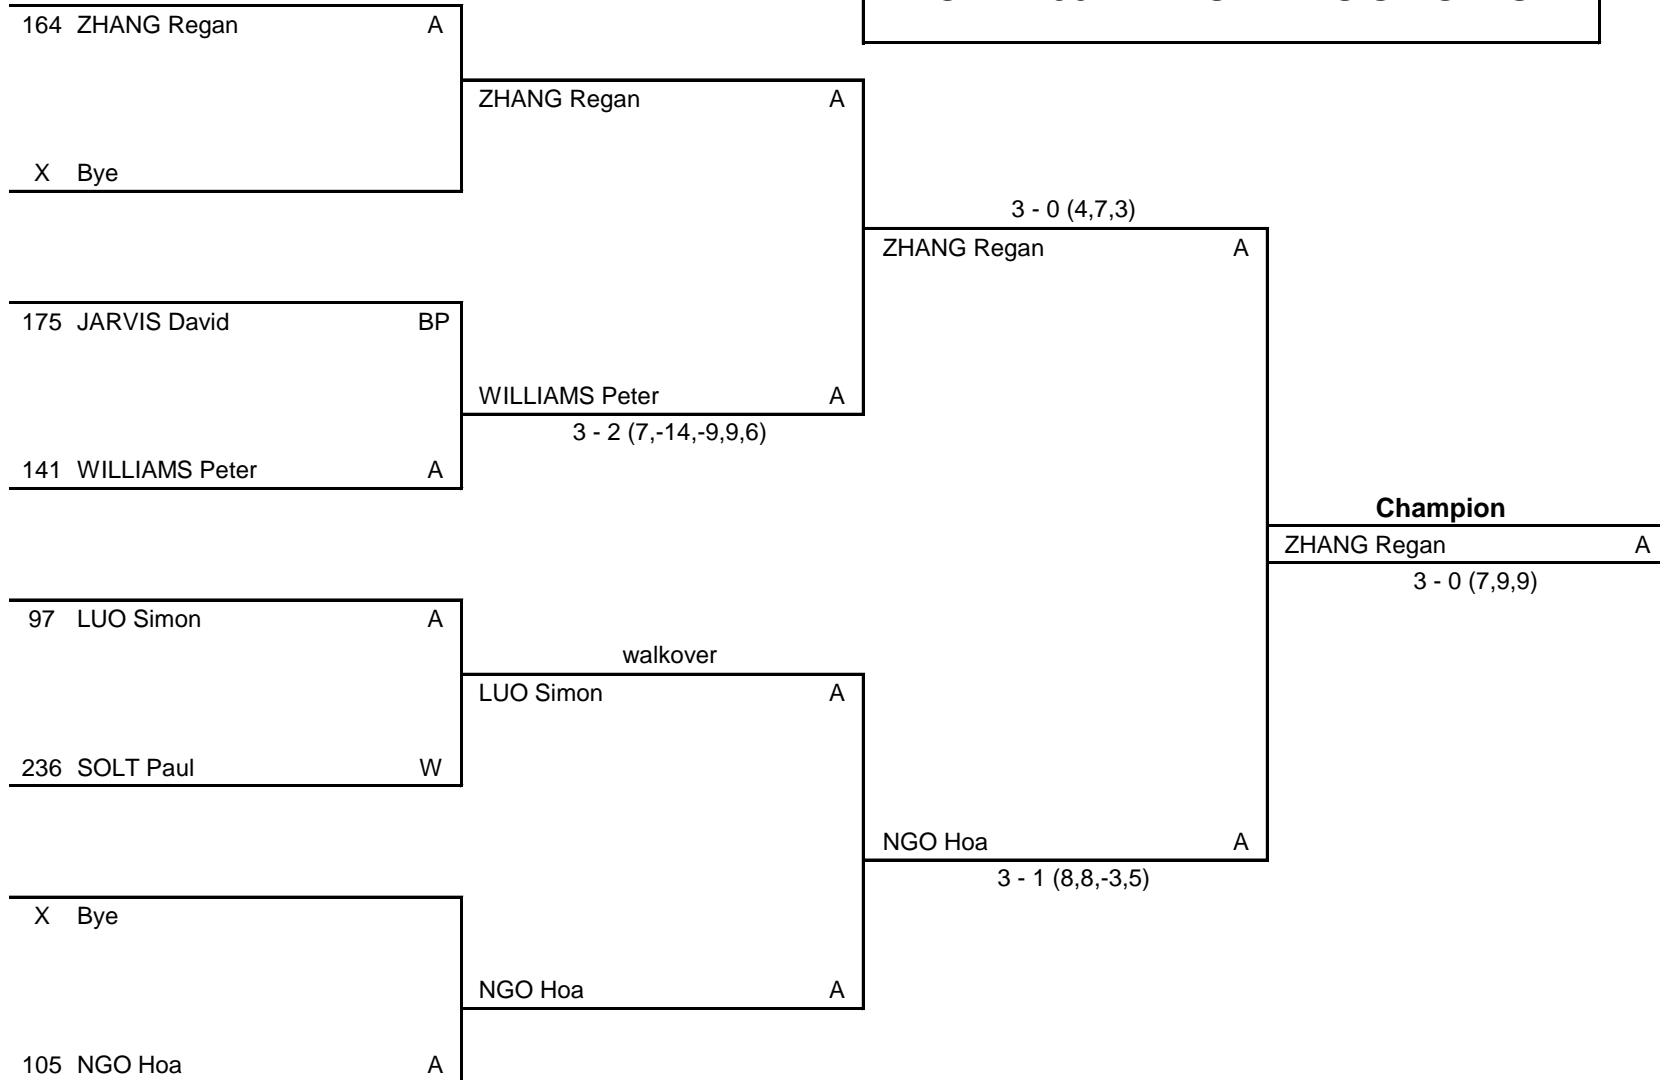 164 ZHANG Regan A
ZHANG Regan A
X Bye
3 - 0 (4,7,3)
ZHANG Regan A
175 JARVIS David BP
WILLIAMS Peter A
3 - 2 (7,-14,-9,9,6)
141 WILLIAMS Peter A
Champion
ZHANG Regan A
3 - 0 (7,9,9)
97 LUO Simon A
walkover
LUO Simon A
236 SOLT Paul W
NGO Hoa A
3 - 1 (8,8,-3,5)
X Bye
NGO Hoa A
105 NGO Hoa A